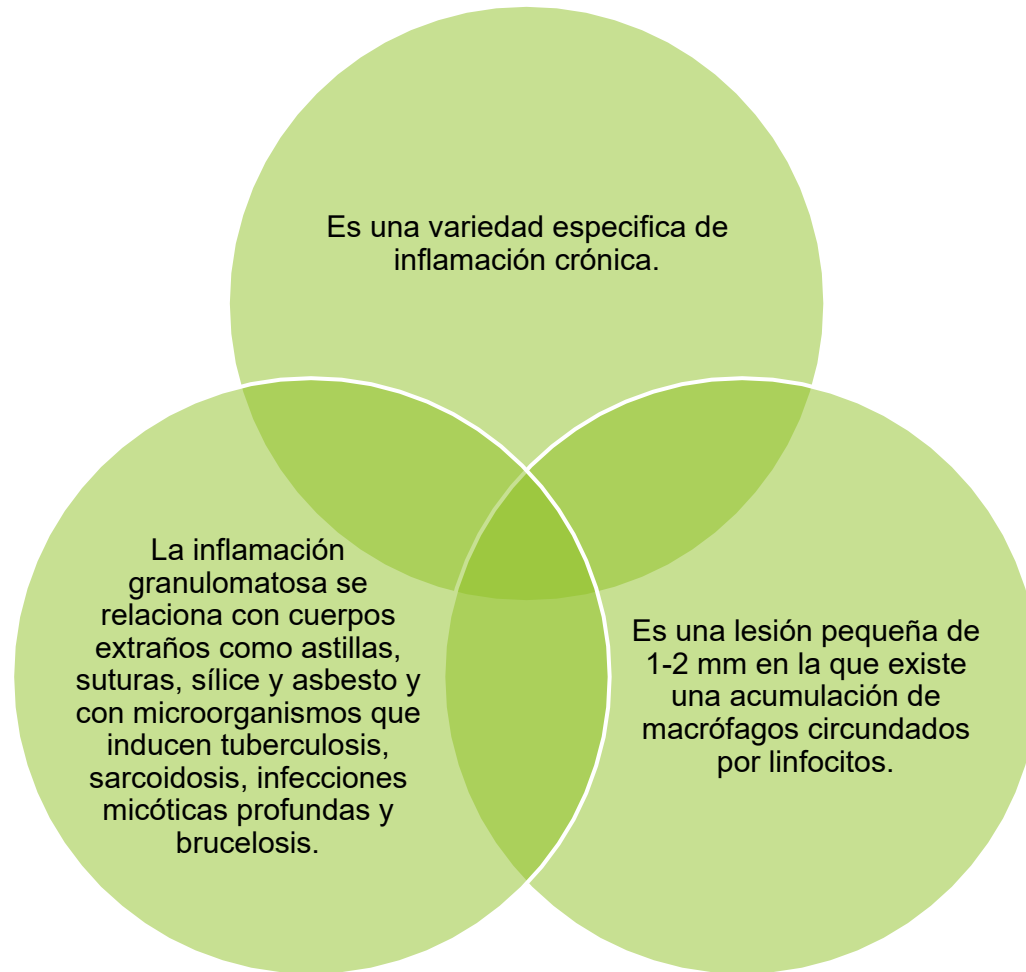 Es una variedad especifica de
inflamación crónica.
La inflamación
granulomatosa se
relaciona con cuerpos
extraños como astillas,
suturas, sílice y asbesto y
con microorganismos que
inducen tuberculosis,
sarcoidosis, infecciones
micóticas profundas y
brucelosis.
Es una lesión pequeña de
1-2 mm en la que existe
una acumulación de
macrófagos circundados
por linfocitos.